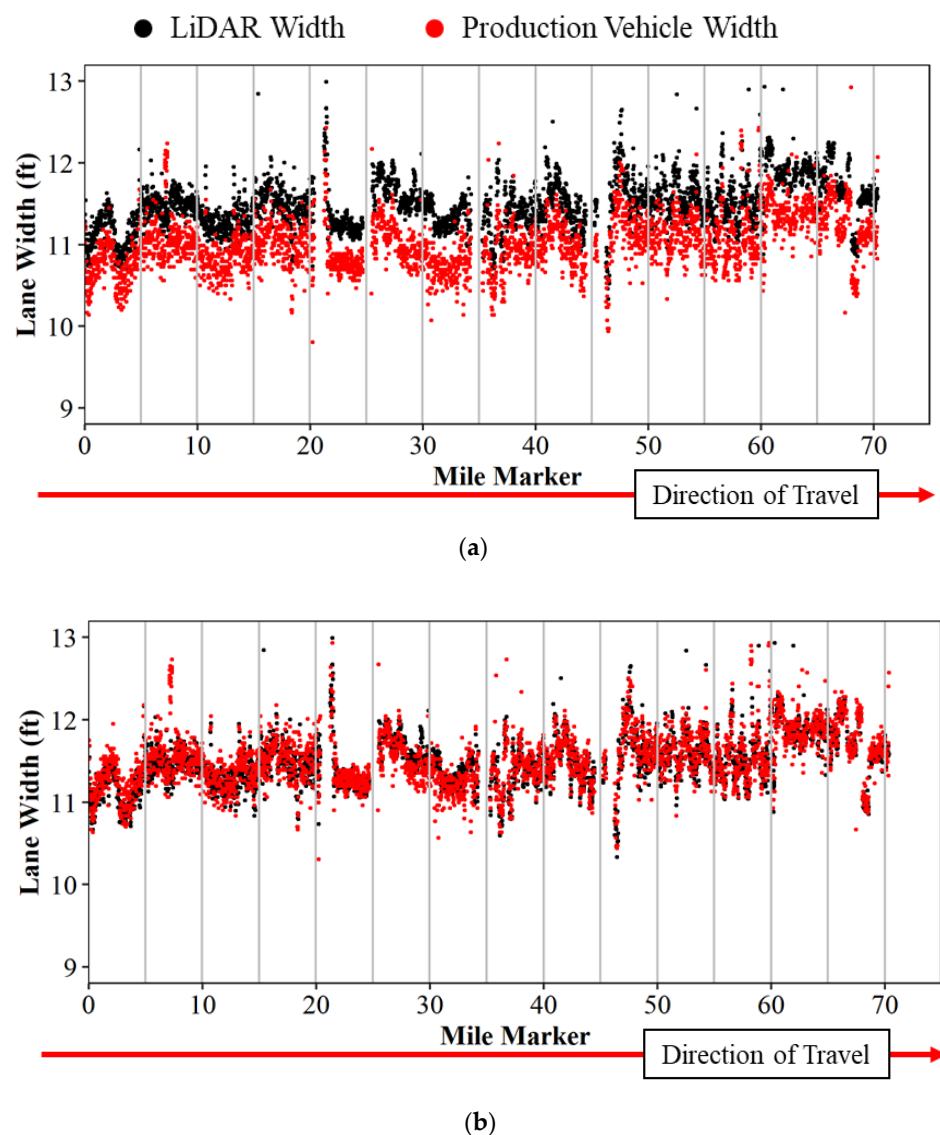 LiDAR Width Production Vehicle Width
13
12
11
10
9
Lane Width (ft)
0 10 20 30 40 50 60 70
Mile Marker
Direction of Travel
(a)
13
12
11
10
9
Lane Width (ft)
0 10 20 30 40 50 60 70
Mile Marker
Direction of Travel
(b)